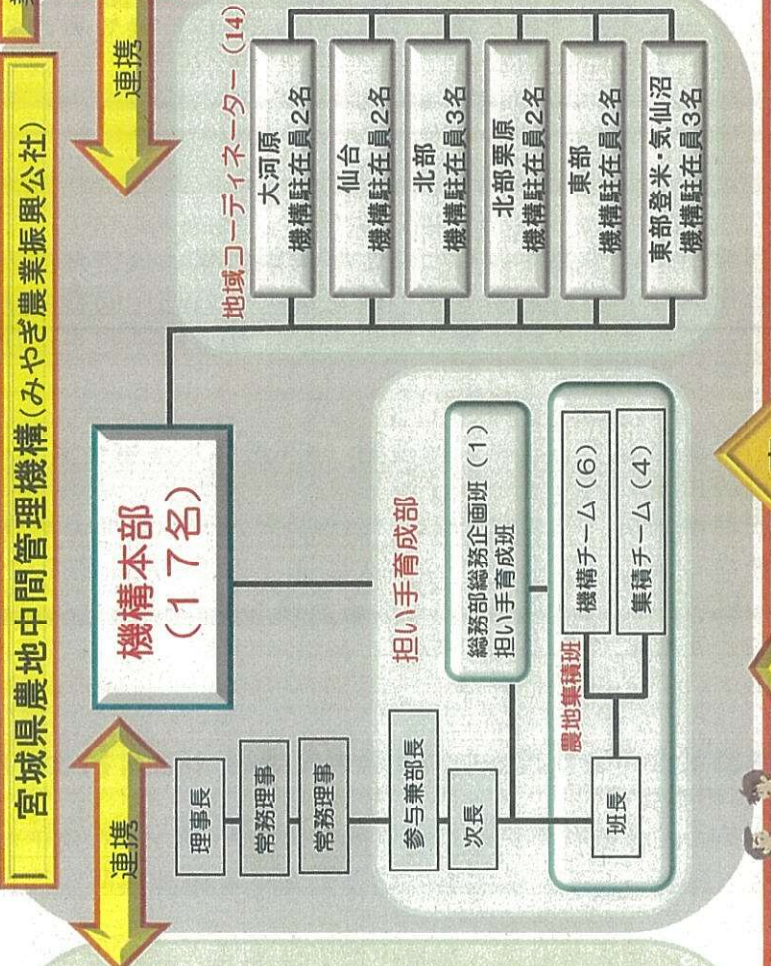 宮城県農地中間管理機構(みやぎ農業振興公社)
連携
連携
機構本部
(17名)
理事長
常務理事
常務理事
参与兼部長
次長
担い手育成部
総務部総務企画班(1)
担い手育成班
農地集積班
班長
機構チーム(6)
集積チーム(4)
地域コーディネーター(14)
大河原
機構駐在員2名
仙台
機構駐在員2名
北部
機構駐在員3名
北部栗原
機構駐在員2名
東部
機構駐在員2名
東部登米・気仙沼
機構駐在員3名